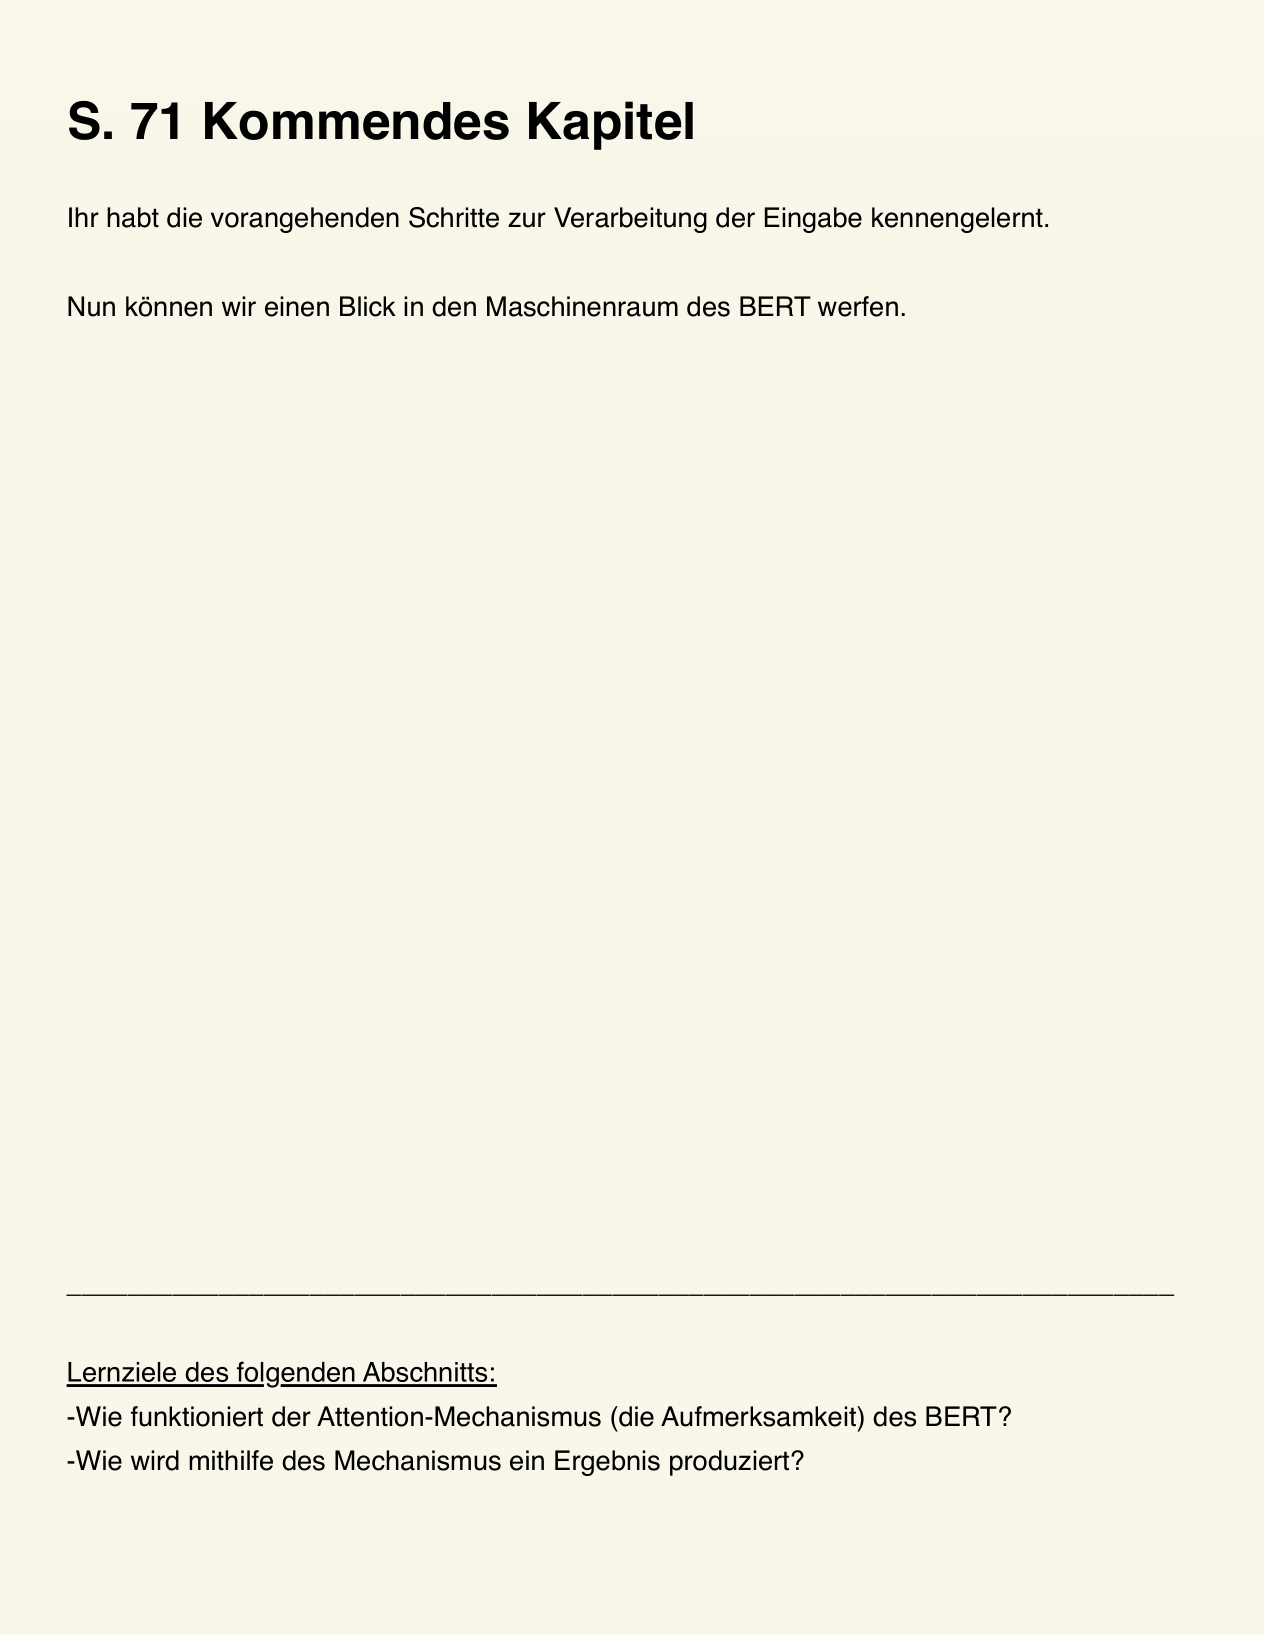 S. 71 Kommendes Kapitel
Ihr habt die vorangehenden Schritte zur Verarbeitung der Eingabe kennengelernt.
Nun können wir einen Blick in den Maschinenraum des BERT werfen.
Lernziele des folgenden Abschnitts:
-Wie funktioniert der Attention-Mechanismus (die Aufmerksamkeit) des BERT?
-Wie wird mithilfe des Mechanismus ein Ergebnis produziert?